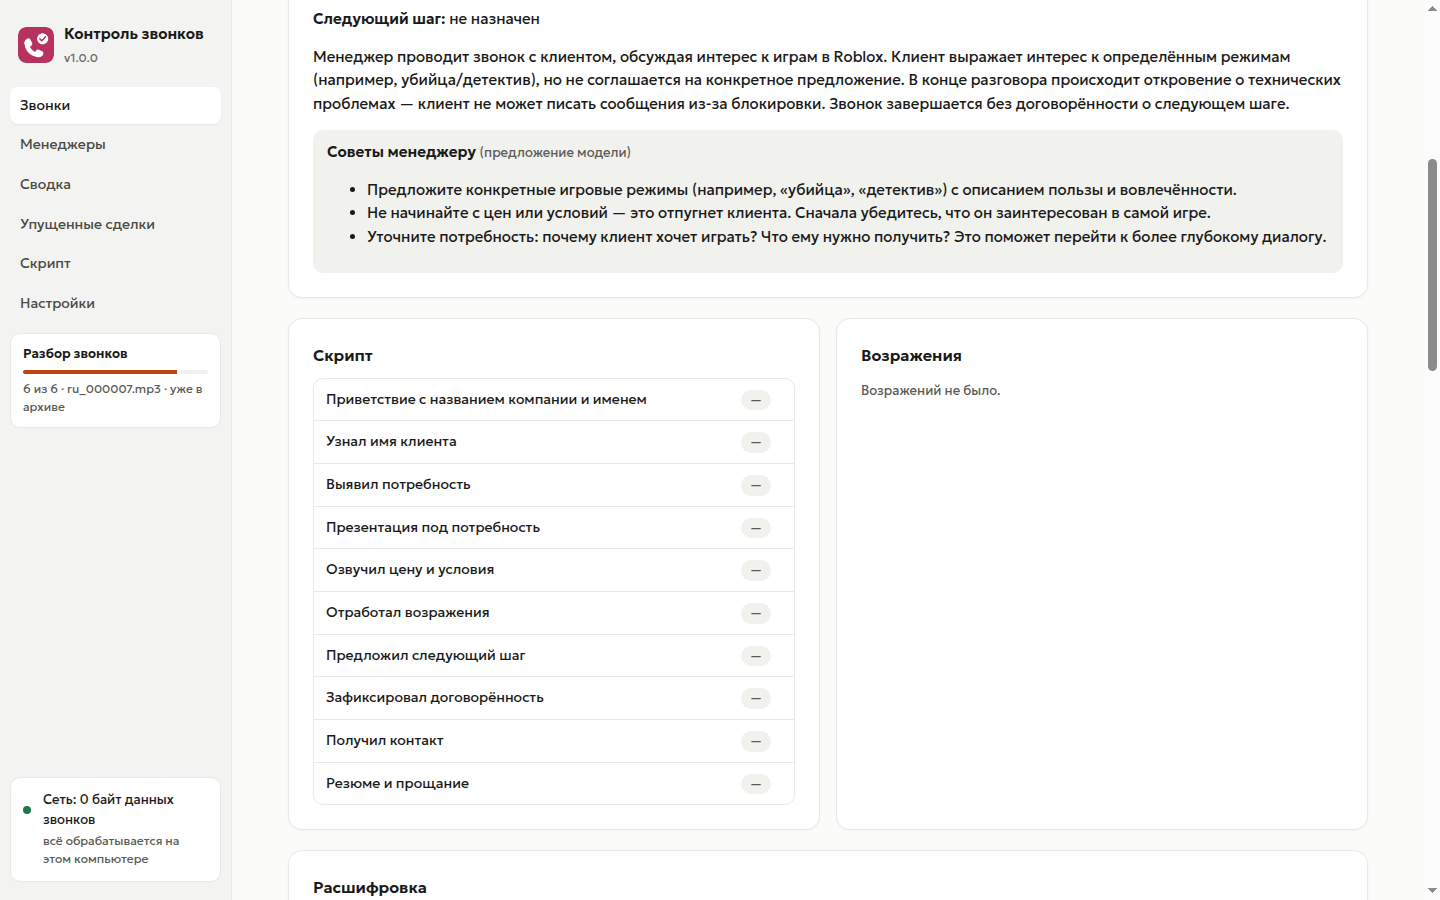 Контроль звонков
v1.0.0
Звонки
Менеджеры
Сводка
Упущенные сделки
Скрипт
Настройки
Разбор звонков
6 из 6 · ru_000007.mp3 · уже в
архиве
Сеть: 0 байт данных
звонков
всё обрабатывается на
этом компьютере
Следующий шаг: не назначен
Менеджер проводит звонок с клиентом, обсуждая интерес к играм в Roblox. Клиент выражает интерес к определённым режимам
(например, убийца/детектив), но не соглашается на конкретное предложение. В конце разговора происходит откровение о технических
проблемах — клиент не может писать сообщения из-за блокировки. Звонок завершается без договорённости о следующем шаге.
Советы менеджеру (предложение модели)
• Предложите конкретные игровые режимы (например, «убийца», «детектив») с описанием пользы и вовлечённости.
• Не начинайте с цен или условий — это отпугнет клиента. Сначала убедитесь, что он заинтересован в самой игре.
• Уточните потребность: почему клиент хочет играть? Что ему нужно получить? Это поможет перейти к более глубокому диалогу.
Скрипт
Приветствие с названием компании и именем —
Узнал имя клиента —
Выявил потребность —
Презентация под потребность —
Озвучил цену и условия —
Отработал возражения —
Предложил следующий шаг —
Зафиксировал договорённость —
Получил контакт —
Резюме и прощание —
Возражения
Возражений не было.
Расшифровка